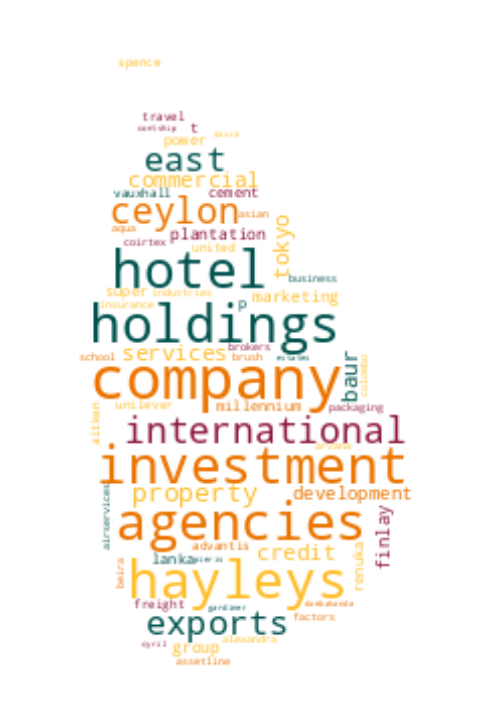 spence
travel
t
david
power
east
commercial
vauxhall
cement
ceylon
asian
aqua
plantation
tokyo
coirtex
united
hotel
business
super
industries
marketing
insurance
p
holdings
brokers
school
services
brush
estates
company
baur
colombo
aitken
unilever
millennium
packaging
international
investment
property
development
airservices
agencies
finlay
advantis
credit
lanka
renuka
beira
hayleys
freight
gardiner
exports
factors
cyril
group
alexandra
assetline